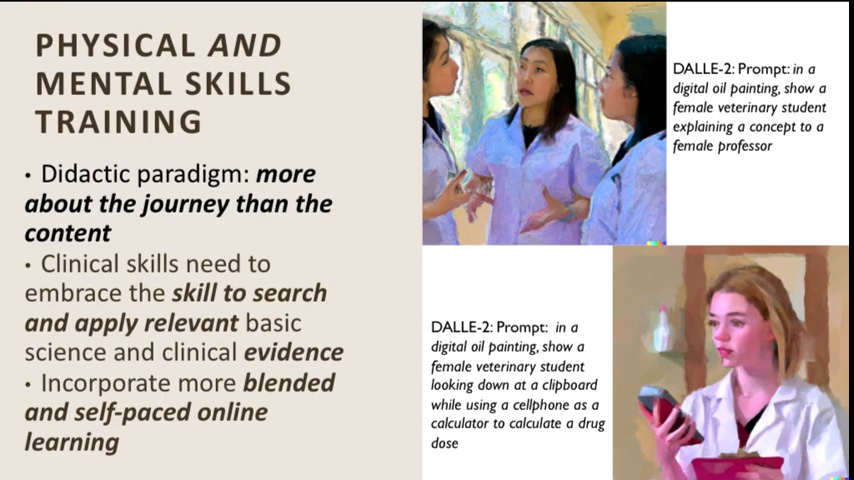 PHYSICAL AND
MENTAL SKILLS
TRAINING
• Didactic paradigm: more
about the journey than the
content
• Clinical skills need to
embrace the skill to search
and apply relevant basic
science and clinical evidence
• Incorporate more blended
and self-paced online
learning
DALLE-2: Prompt: in a
digital oil painting, show a
female veterinary student
explaining a concept to a
female professor
DALLE-2: Prompt: in a
digital oil painting, show a
female veterinary student
looking down at a clipboard
while using a cellphone as a
calculator to calculate a drug
dose